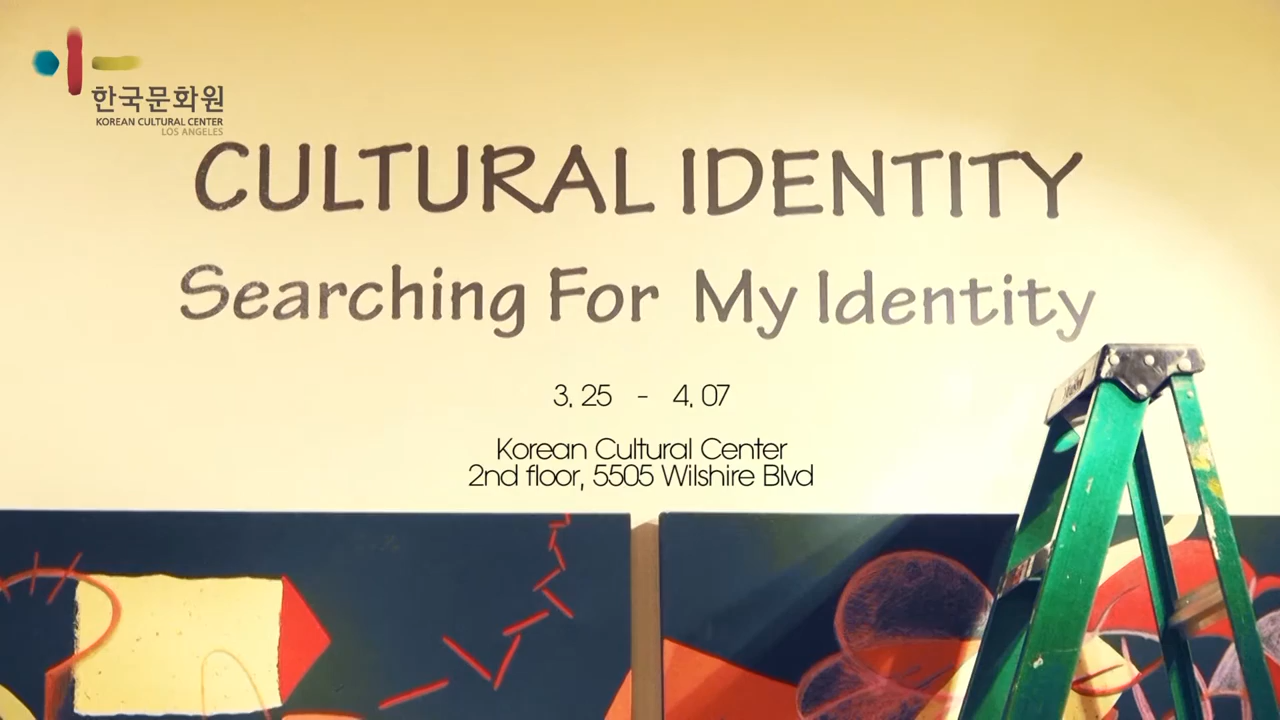 한국문화원
KOREAN CULTURAL CENTER
LOS ANGELES
CULTURAL IDENTITY
Searching For My Identity
3, 25 - 4, 07
Korean Cultural Center
2nd floor, 5505 Wilshire Blvd